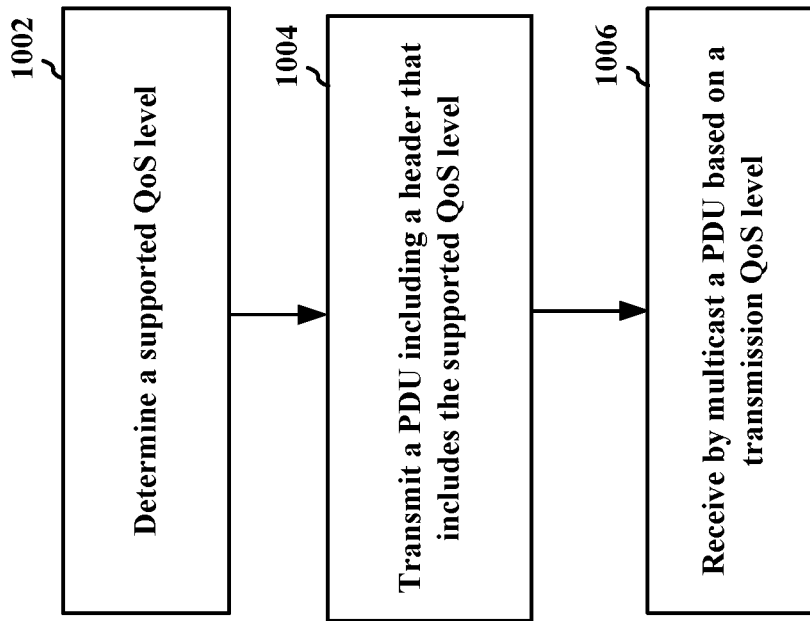 1002
Determine a supported QoS level
1004
Transmit a PDU including a header that
includes the supported QoS level
1006
Receive by multicast a PDU based on a
transmission QoS level